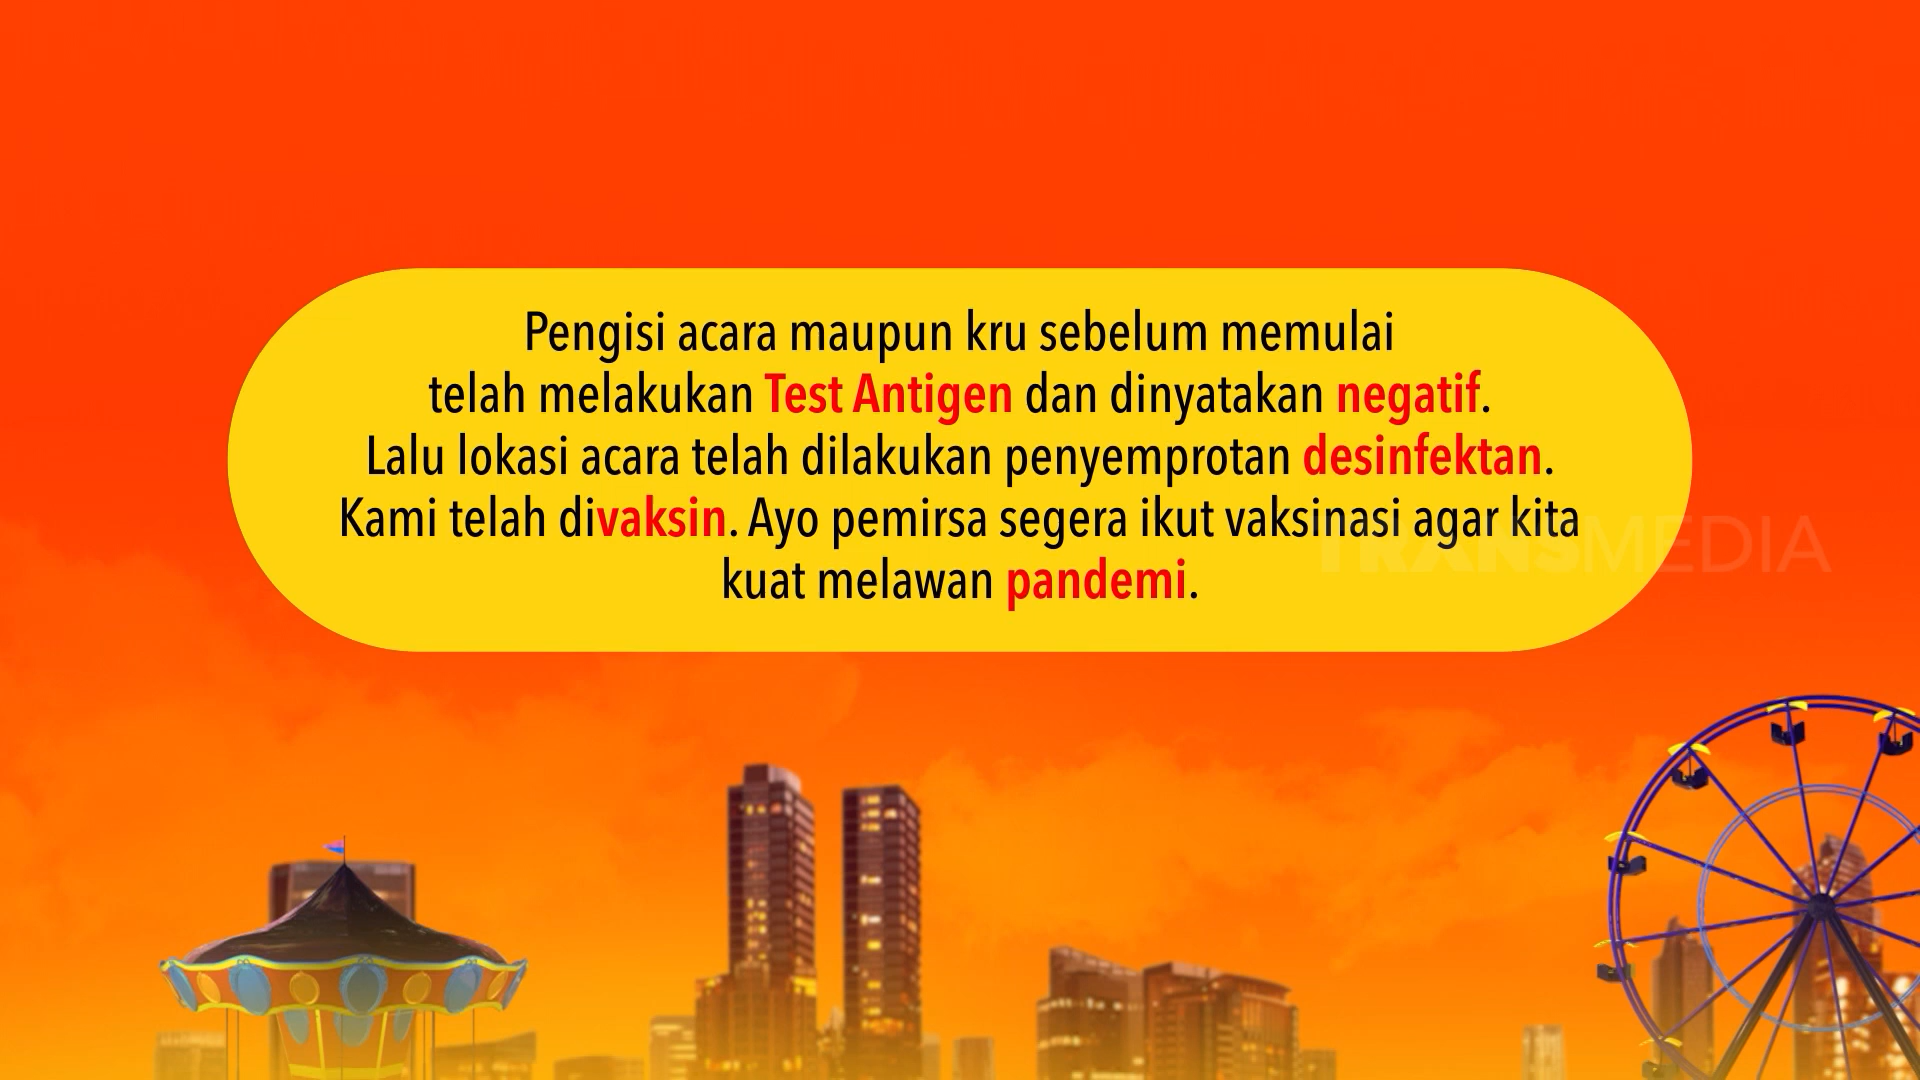 Pengisi acara maupun kru sebelum memulai
telah melakukan Test Antigen dan dinyatakan negatif.
Lalu lokasi acara telah dilakukan penyemprotan desinfektan.
Kami telah divaksin. Ayo pemirsa segera ikut vaksinasi agar kita
kuat melawan pandemi.
TRANSMEDIA